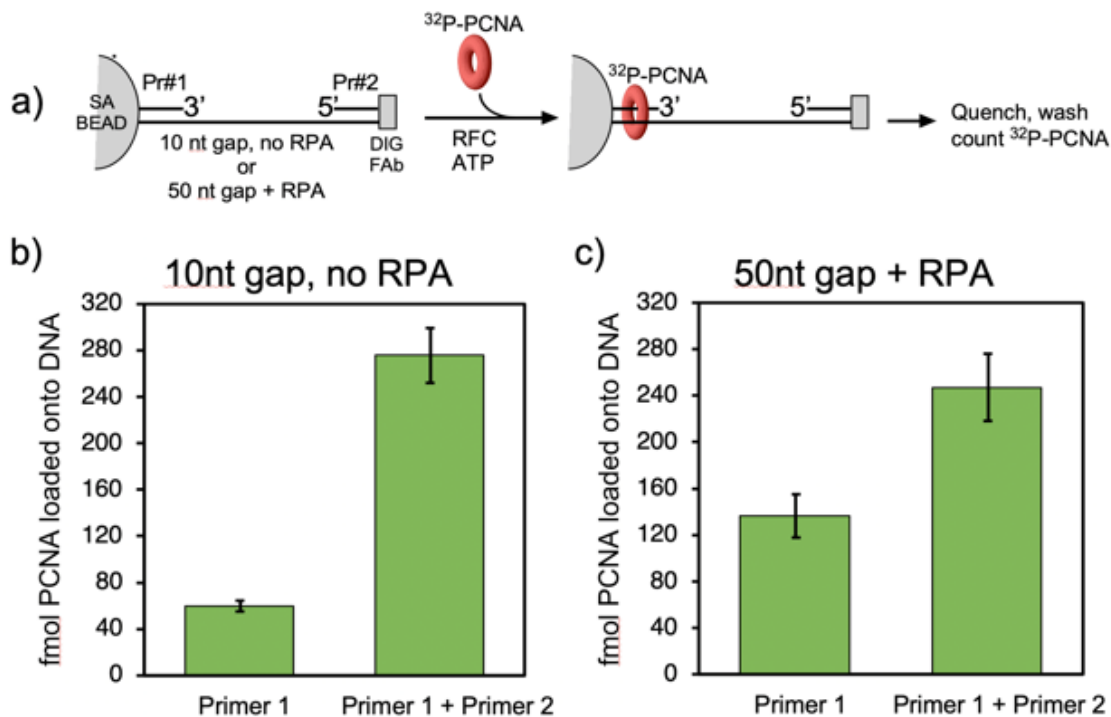 a)
SA
BEAD
Pr#1
3’
5’
Pr#2
10 nt gap, no RPA
or
50 nt gap + RPA
DIG
FAb
³²P-PCNA
RFC
ATP
³²P-PCNA
3’
5’
Quench, wash
count ³²P-PCNA
b)
10nt gap, no RPA
fmol PCNA loaded onto DNA
320
280
240
200
160
120
80
40
0
Primer 1
Primer 1 + Primer 2
c)
50nt gap + RPA
fmol PCNA loaded onto DNA
320
280
240
200
160
120
80
40
0
Primer 1
Primer 1 + Primer 2